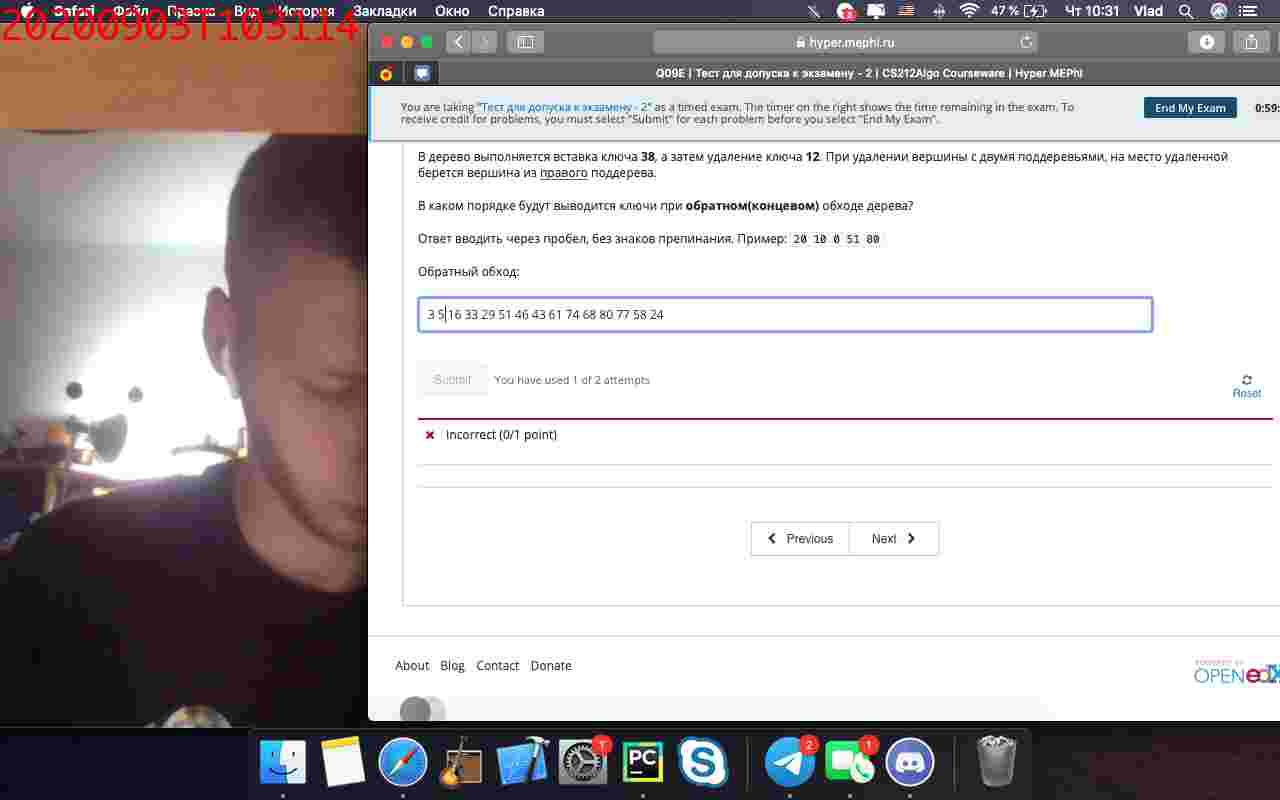 20200903T103114
Safari Файл Правка Вид История Закладки Окно Справка
47 % Чт 10:31 Vlad
hyper.mephi.ru
Q09E | Тест для допуска к экзамену - 2 | CS212Algo Courseware | Hyper.MEPhI
You are taking "Тест для допуска к экзамену - 2" as a timed exam. The timer on the right shows the time remaining in the exam. To
receive credit for problems, you must select "Submit" for each problem before you select "End My Exam".
End My Exam
0:59:
В дерево выполняется вставка ключа 38, а затем удаление ключа 12. При удалении вершины с двумя поддеревьями, на место удаленной
берется вершина из правого поддерева.
В каком порядке будут выводится ключи при обратном(концевом) обходе дерева?
Ответ вводить через пробел, без знаков препинания. Пример: 20 10 0 51 80
Обратный обход:
3 5 16 33 29 51 46 43 61 74 68 80 77 58 24
Submit You have used 1 of 2 attempts
Reset
Incorrect (0/1 point)
Previous Next
About Blog Contact Donate
POWERED BY
OPEN edX
PC
1
2
1